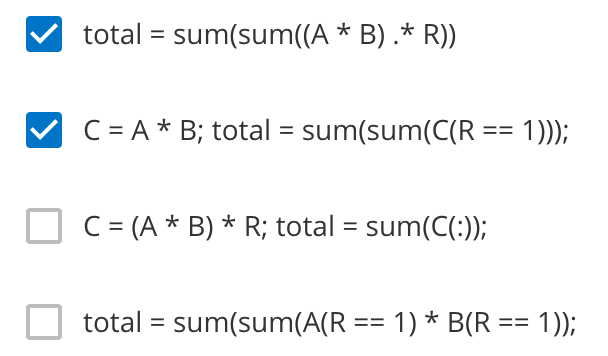 total = sum(sum((A * B) .* R))
C = A * B; total = sum(sum(C(R == 1)));
C = (A * B) * R; total = sum(C(:));
total = sum(sum(A(R == 1) * B(R == 1));